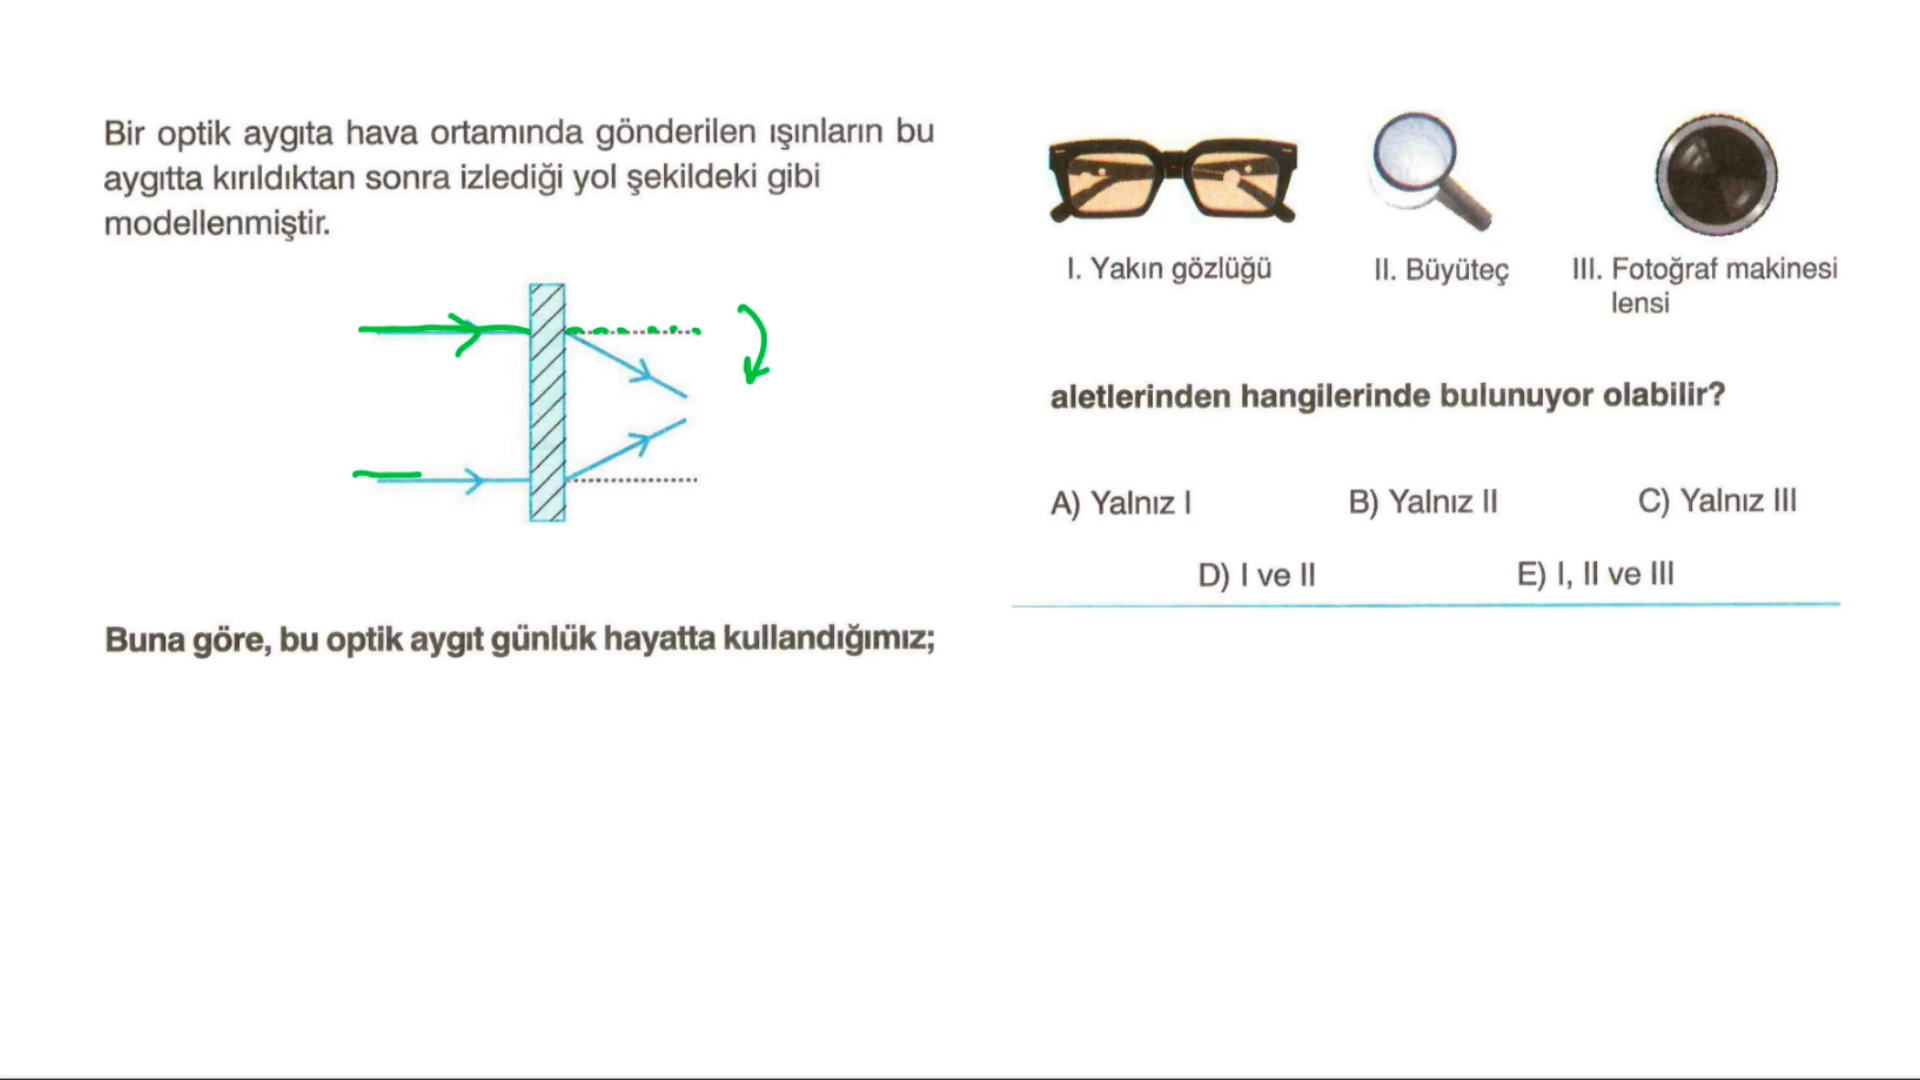 Bir optik aygıta hava ortamında gönderilen ışınların bu
aygıtta kırıldıktan sonra izlediği yol şekildeki gibi
modellenmiştir.
Buna göre, bu optik aygıt günlük hayatta kullandığımız;
I. Yakın gözlüğü
II. Büyüteç
III. Fotoğraf makinesi
lensi
aletlerinden hangilerinde bulunuyor olabilir?
A) Yalnız I
B) Yalnız II
C) Yalnız III
D) I ve II
E) I, II ve III